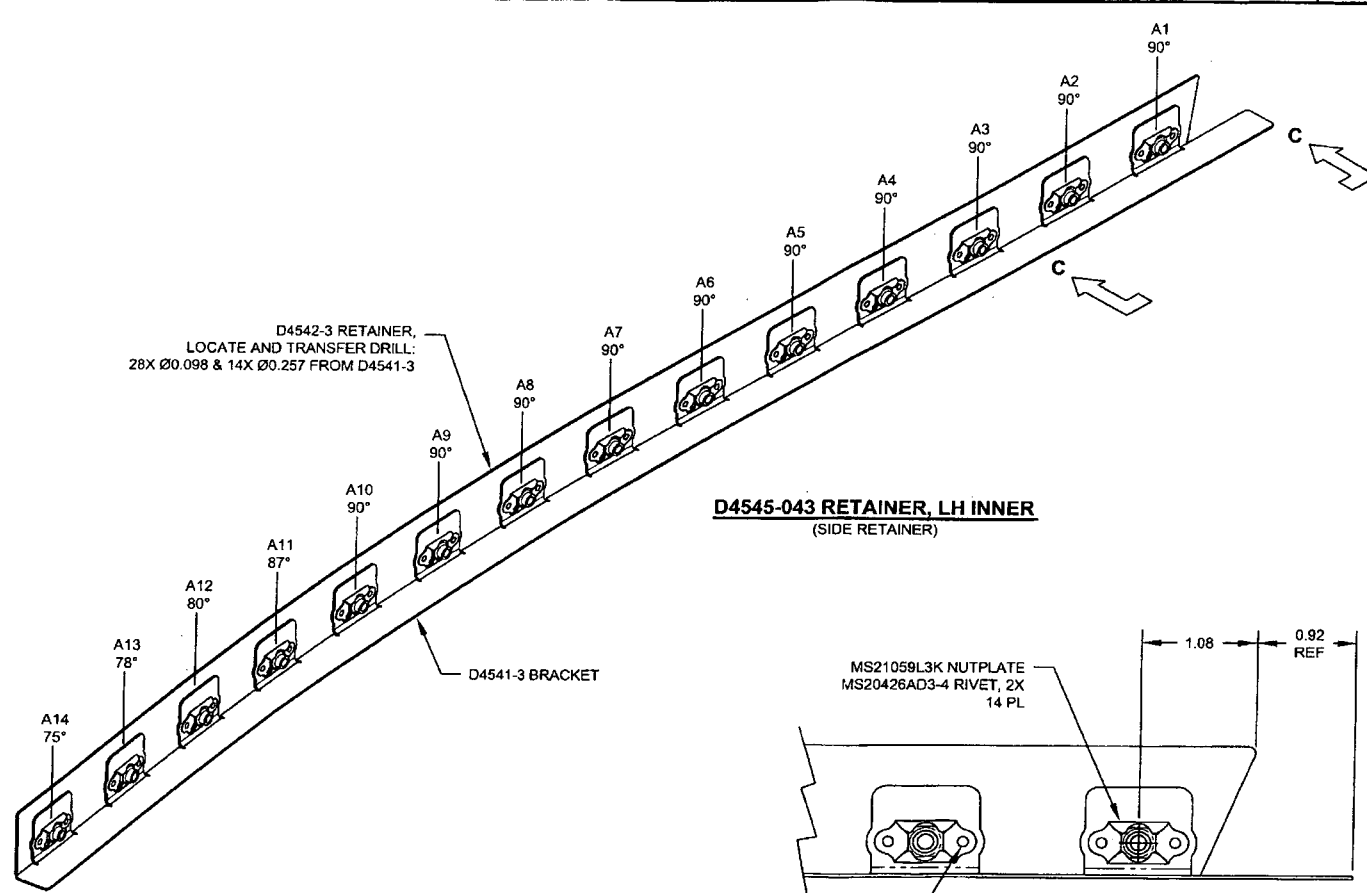 A1
90°
A2
90°
C
A3
90°
A4
90°
A5
90°
C
A6
90°
D4542-3 RETAINER,
LOCATE AND TRANSFER DRILL:
28X Ø0.098 & 14X Ø0.257 FROM D4541-3
A7
90°
A8
90°
A9
90°
A10
90°
D4545-043 RETAINER, LH INNER
(SIDE RETAINER)
A11
87°
A12
80°
A13
78°
D4541-3 BRACKET
A14
75°
MS21059L3K NUTPLATE
MS20426AD3-4 RIVET, 2X
14 PL
1.08
0.92
REF